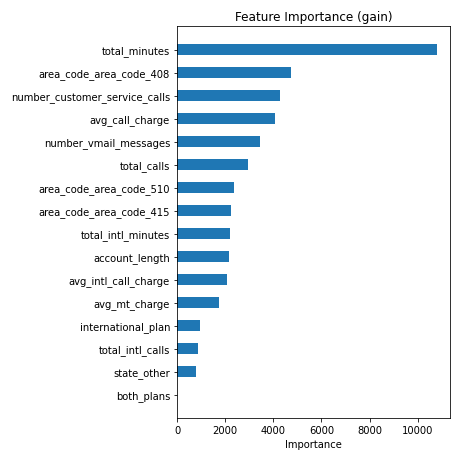 Feature Importance (gain)
total_minutes
area_code_area_code_408
number_customer_service_calls
avg_call_charge
number_vmail_messages
total_calls
area_code_area_code_510
area_code_area_code_415
total_intl_minutes
account_length
avg_intl_call_charge
avg_mt_charge
international_plan
total_intl_calls
state_other
both_plans
0 2000 4000 6000 8000 10000
Importance